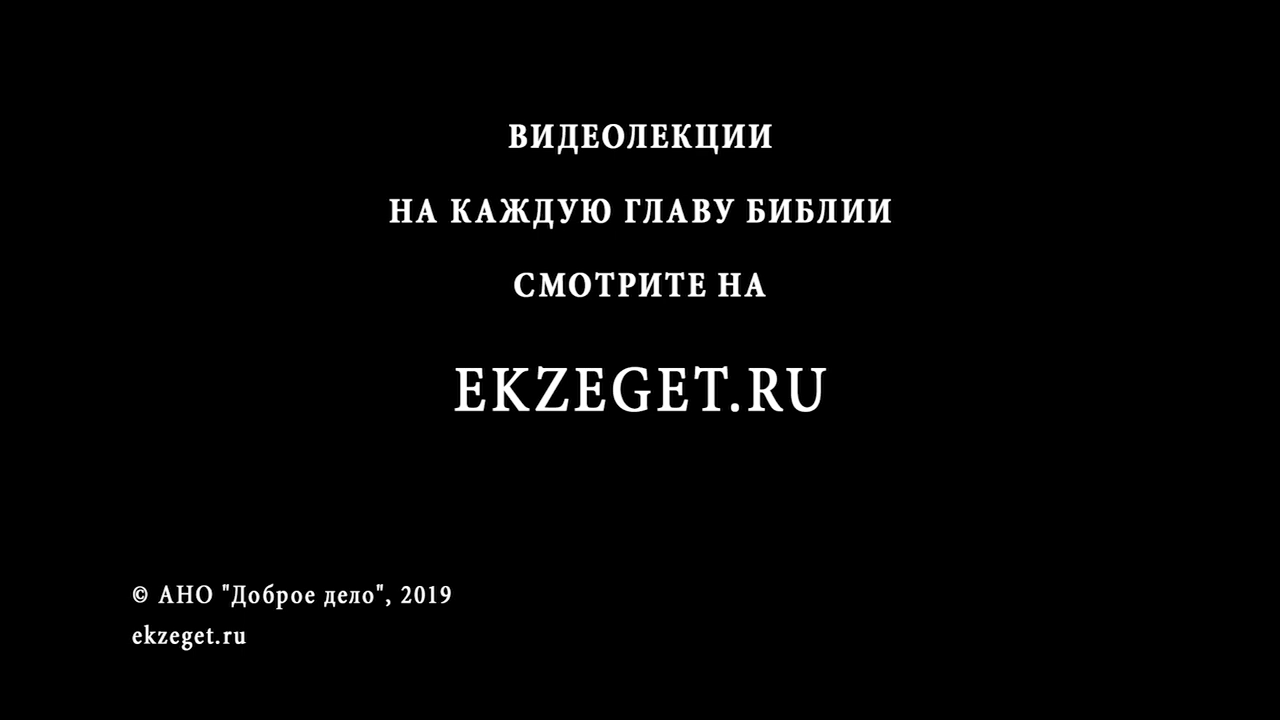 ВИДЕОЛЕКЦИИ
НА КАЖДУЮ ГЛАВУ БИБЛИИ
СМОТРИТЕ НА
EKZEGET.RU
© АНО "Доброе дело", 2019
ekzeget.ru